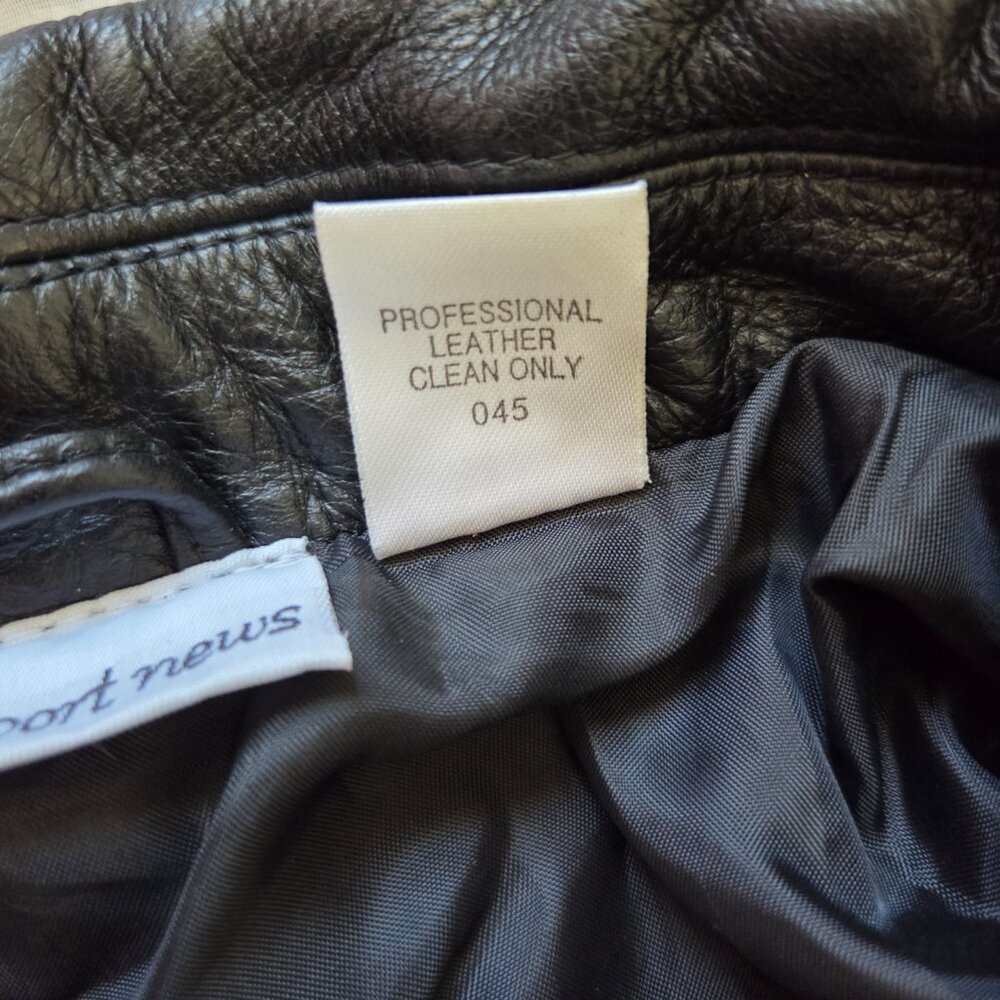 PROFESSIONAL
LEATHER
CLEAN ONLY
045
port news